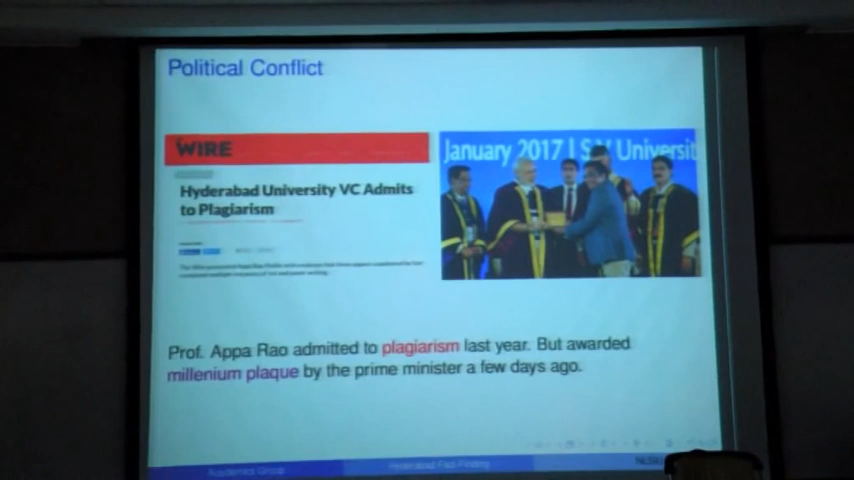 Political Conflict
WIRE
January 2017 | S.V. Universit
Hyderabad University VC Admits
to Plagiarism
Prof. Appa Rao admitted to plagiarism last year. But awarded
millenium plaque by the prime minister a few days ago.
Academics Group
Hyderabad Fact-Finding